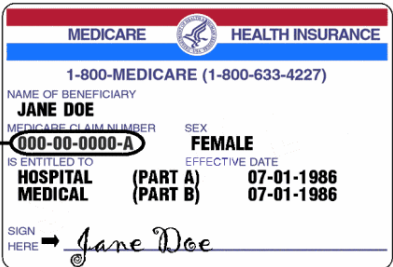 MEDICARE HEALTH INSURANCE
1-800-MEDICARE (1-800-633-4227)
NAME OF BENEFICIARY
JANE DOE
MEDICARE CLAIM NUMBER SEX
000-00-0000-A FEMALE
IS ENTITLED TO EFFECTIVE DATE
HOSPITAL (PART A) 07-01-1986
MEDICAL (PART B) 07-01-1986
SIGN
HERE ➡ Jane Doe